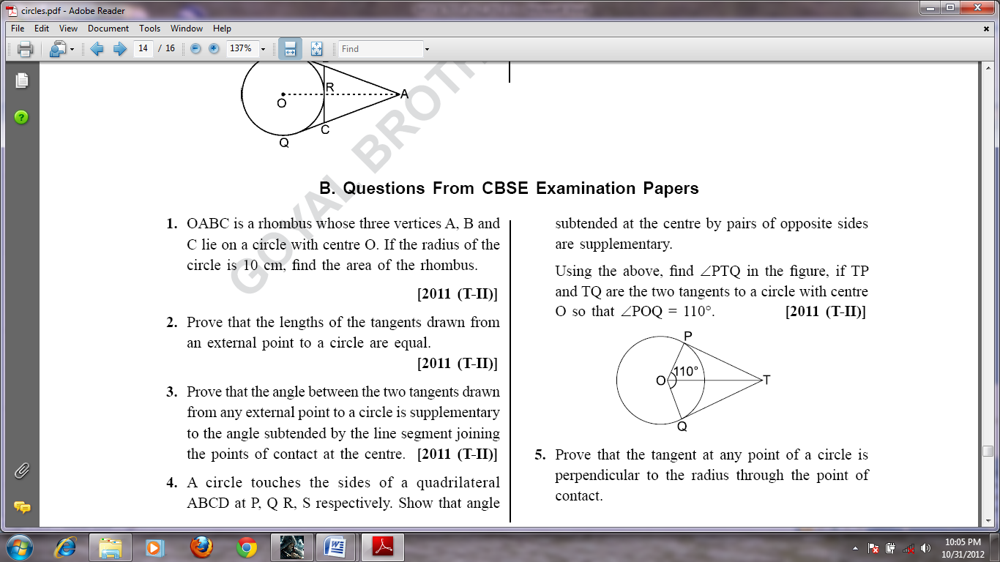 circles.pdf - Adobe Reader
File Edit View Document Tools Window Help
14 / 16 137% Find
R
A
O
C
Q
GOYAL BROTH
B. Questions From CBSE Examination Papers
1. OABC is a rhombus whose three vertices A, B and
C lie on a circle with centre O. If the radius of the
circle is 10 cm, find the area of the rhombus.
[2011 (T-II)]
2. Prove that the lengths of the tangents drawn from
an external point to a circle are equal.
[2011 (T-II)]
3. Prove that the angle between the two tangents drawn
from any external point to a circle is supplementary
to the angle subtended by the line segment joining
the points of contact at the centre. [2011 (T-II)]
4. A circle touches the sides of a quadrilateral
ABCD at P, Q R, S respectively. Show that angle
subtended at the centre by pairs of opposite sides
are supplementary.
Using the above, find ∠PTQ in the figure, if TP
and TQ are the two tangents to a circle with centre
O so that ∠POQ = 110°. [2011 (T-II)]
P
110°
O
T
Q
5. Prove that the tangent at any point of a circle is
perpendicular to the radius through the point of
contact.
10:05 PM
10/31/2012